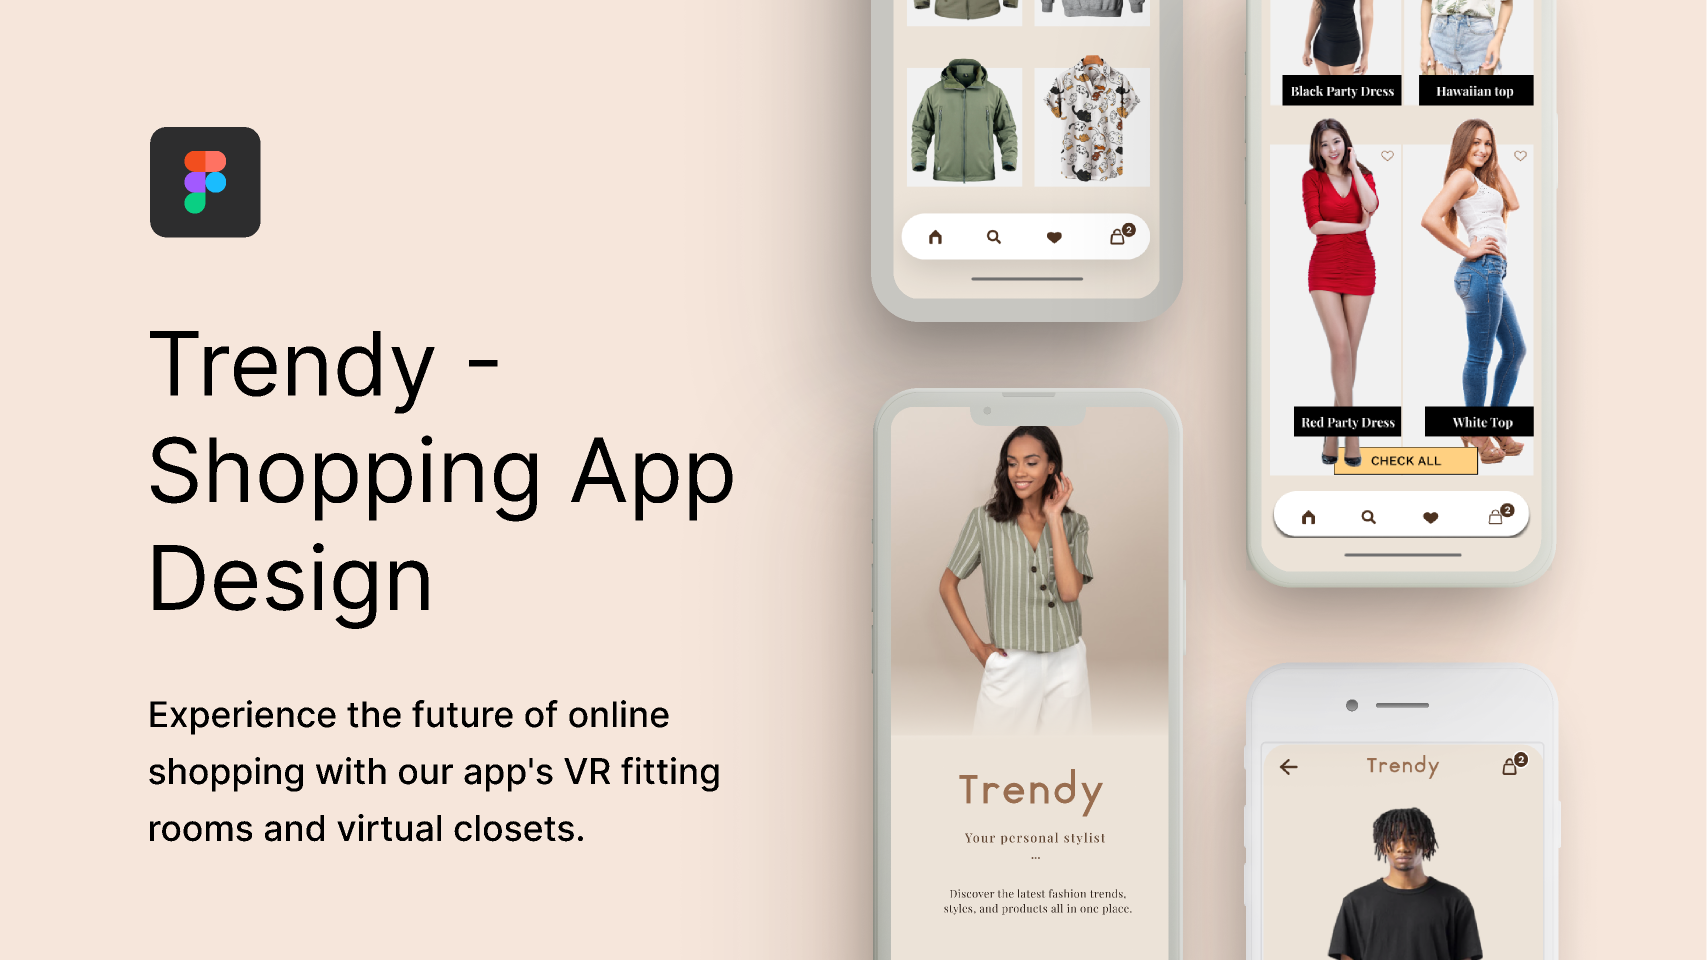 Trendy -
Shopping App
Design
Experience the future of online
shopping with our app's VR fitting
rooms and virtual closets.
2
Black Party Dress
Hawaiian top
Red Party Dress
White Top
CHECK ALL
2
Trendy
Your personal stylist
...
Discover the latest fashion trends,
styles, and products all in one place.
Trendy
2